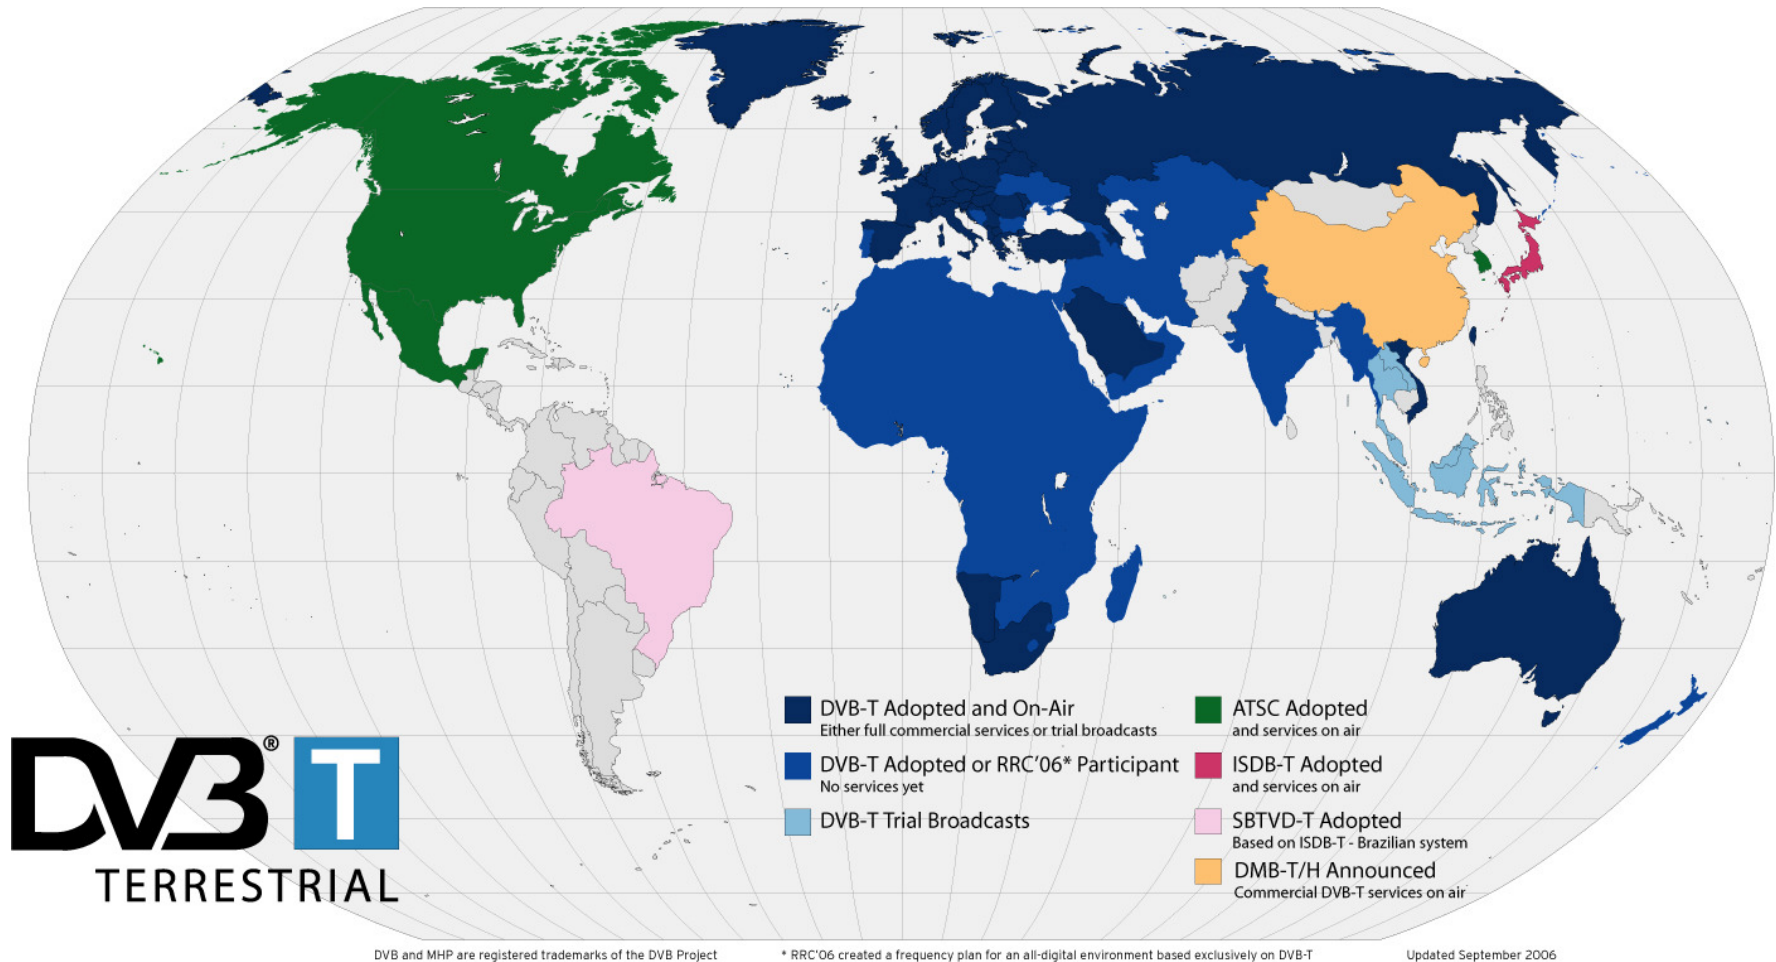 DVB-T Adopted and On-Air
Either full commercial services or trial broadcasts
DVB-T Adopted or RRC'06* Participant
No services yet
DVB-T Trial Broadcasts
ATSC Adopted
and services on air
ISDB-T Adopted
and services on air
SBTVD-T Adopted
Based on ISDB-T - Brazilian system
DMB-T/H Announced
Commercial DVB-T services on air
DVB® T
TERRESTRIAL
DVB and MHP are registered trademarks of the DVB Project
* RRC'06 created a frequency plan for an all-digital environment based exclusively on DVB-T
Updated September 2006